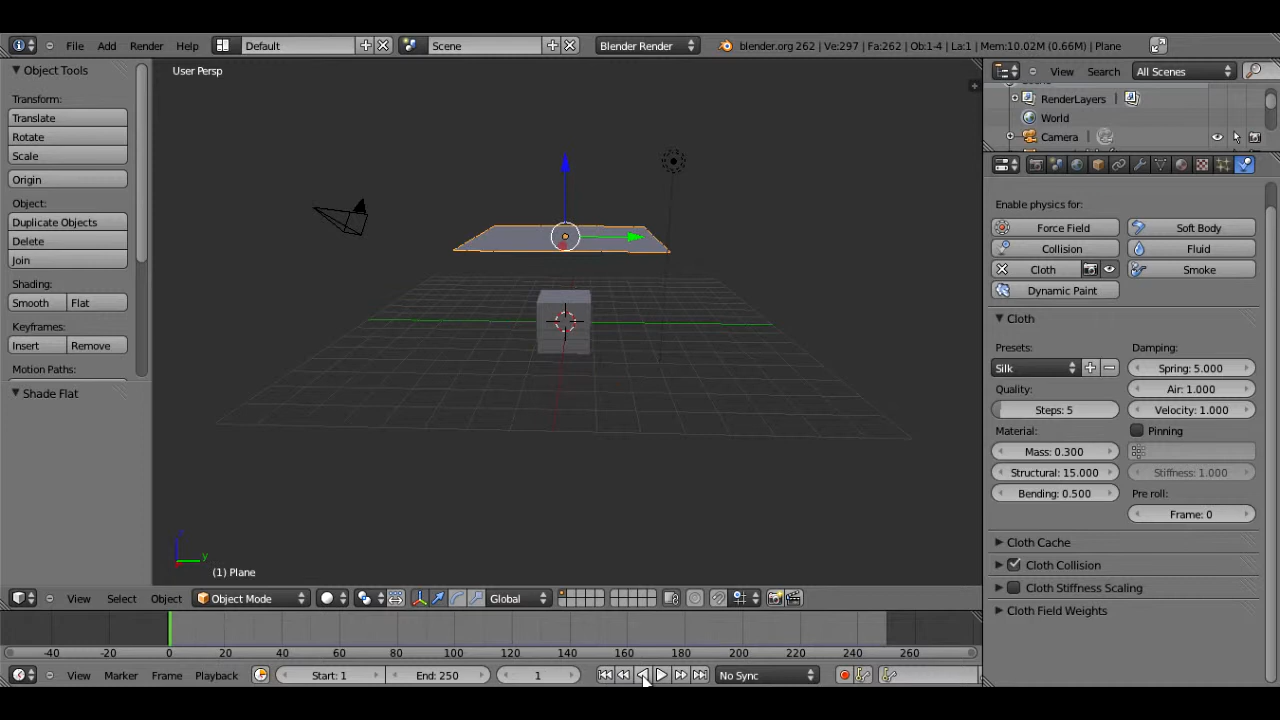 File Add Render Help Default Scene Blender Render blender.org 262 | Ve:297 | Fa:262 | Ob:1-4 | La:1 | Mem:10.02M (0.66M) | Plane
Object Tools
Transform:
Translate
Rotate
Scale
Origin
Object:
Duplicate Objects
Delete
Join
Shading:
Smooth Flat
Keyframes:
Insert Remove
Motion Paths:
Shade Flat
User Persp
y
(1) Plane
View Search All Scenes
RenderLayers
World
Camera
Enable physics for:
Force Field Soft Body
Collision Fluid
Cloth Smoke
Dynamic Paint
Cloth
Presets: Damping:
Silk Spring: 5.000
Quality: Air: 1.000
Steps: 5 Velocity: 1.000
Material: Pinning
Mass: 0.300
Structural: 15.000 Stiffness: 1.000
Bending: 0.500 Pre roll:
Frame: 0
Cloth Cache
Cloth Collision
Cloth Stiffness Scaling
Cloth Field Weights
View Select Object Object Mode Global
-40 -20 0 20 40 60 80 100 120 140 160 180 200 220 240 260
View Marker Frame Playback Start: 1 End: 250 1 No Sync